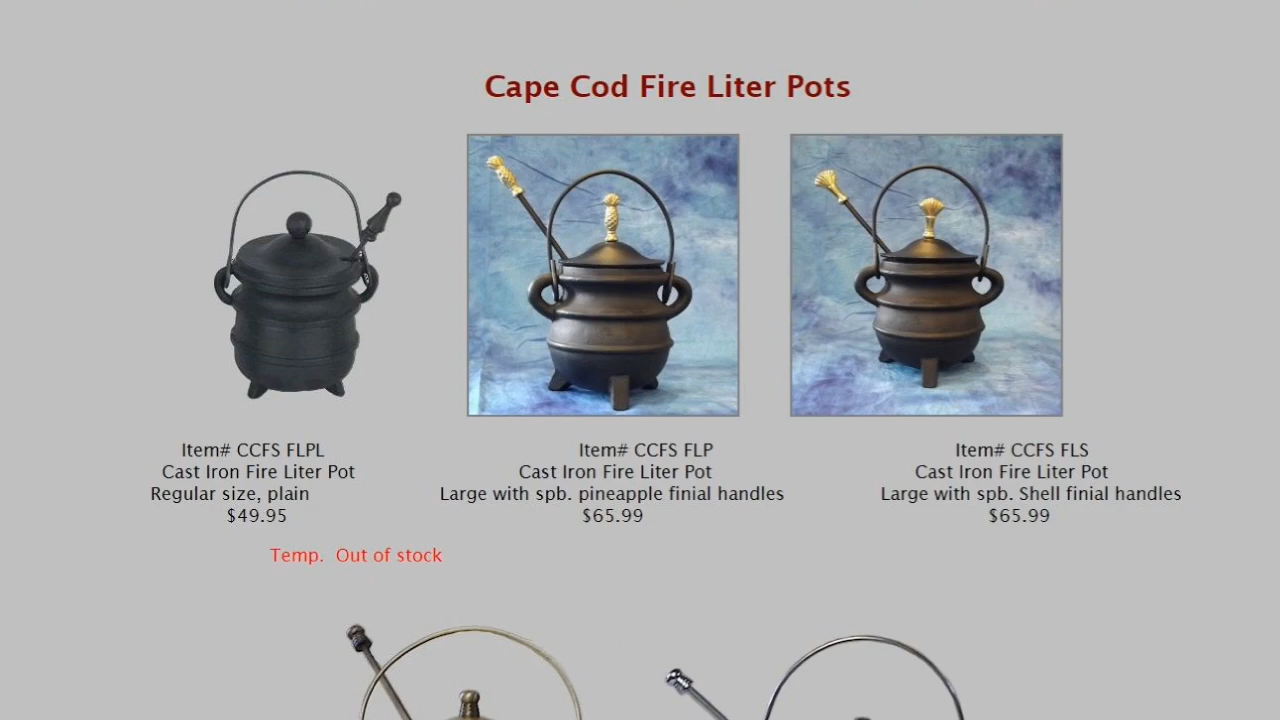 Cape Cod Fire Liter Pots
Item# CCFS FLPL
Cast Iron Fire Liter Pot
Regular size, plain
$49.95
Temp. Out of stock
Item# CCFS FLP
Cast Iron Fire Liter Pot
Large with spb. pineapple finial handles
$65.99
Item# CCFS FLS
Cast Iron Fire Liter Pot
Large with spb. Shell finial handles
$65.99